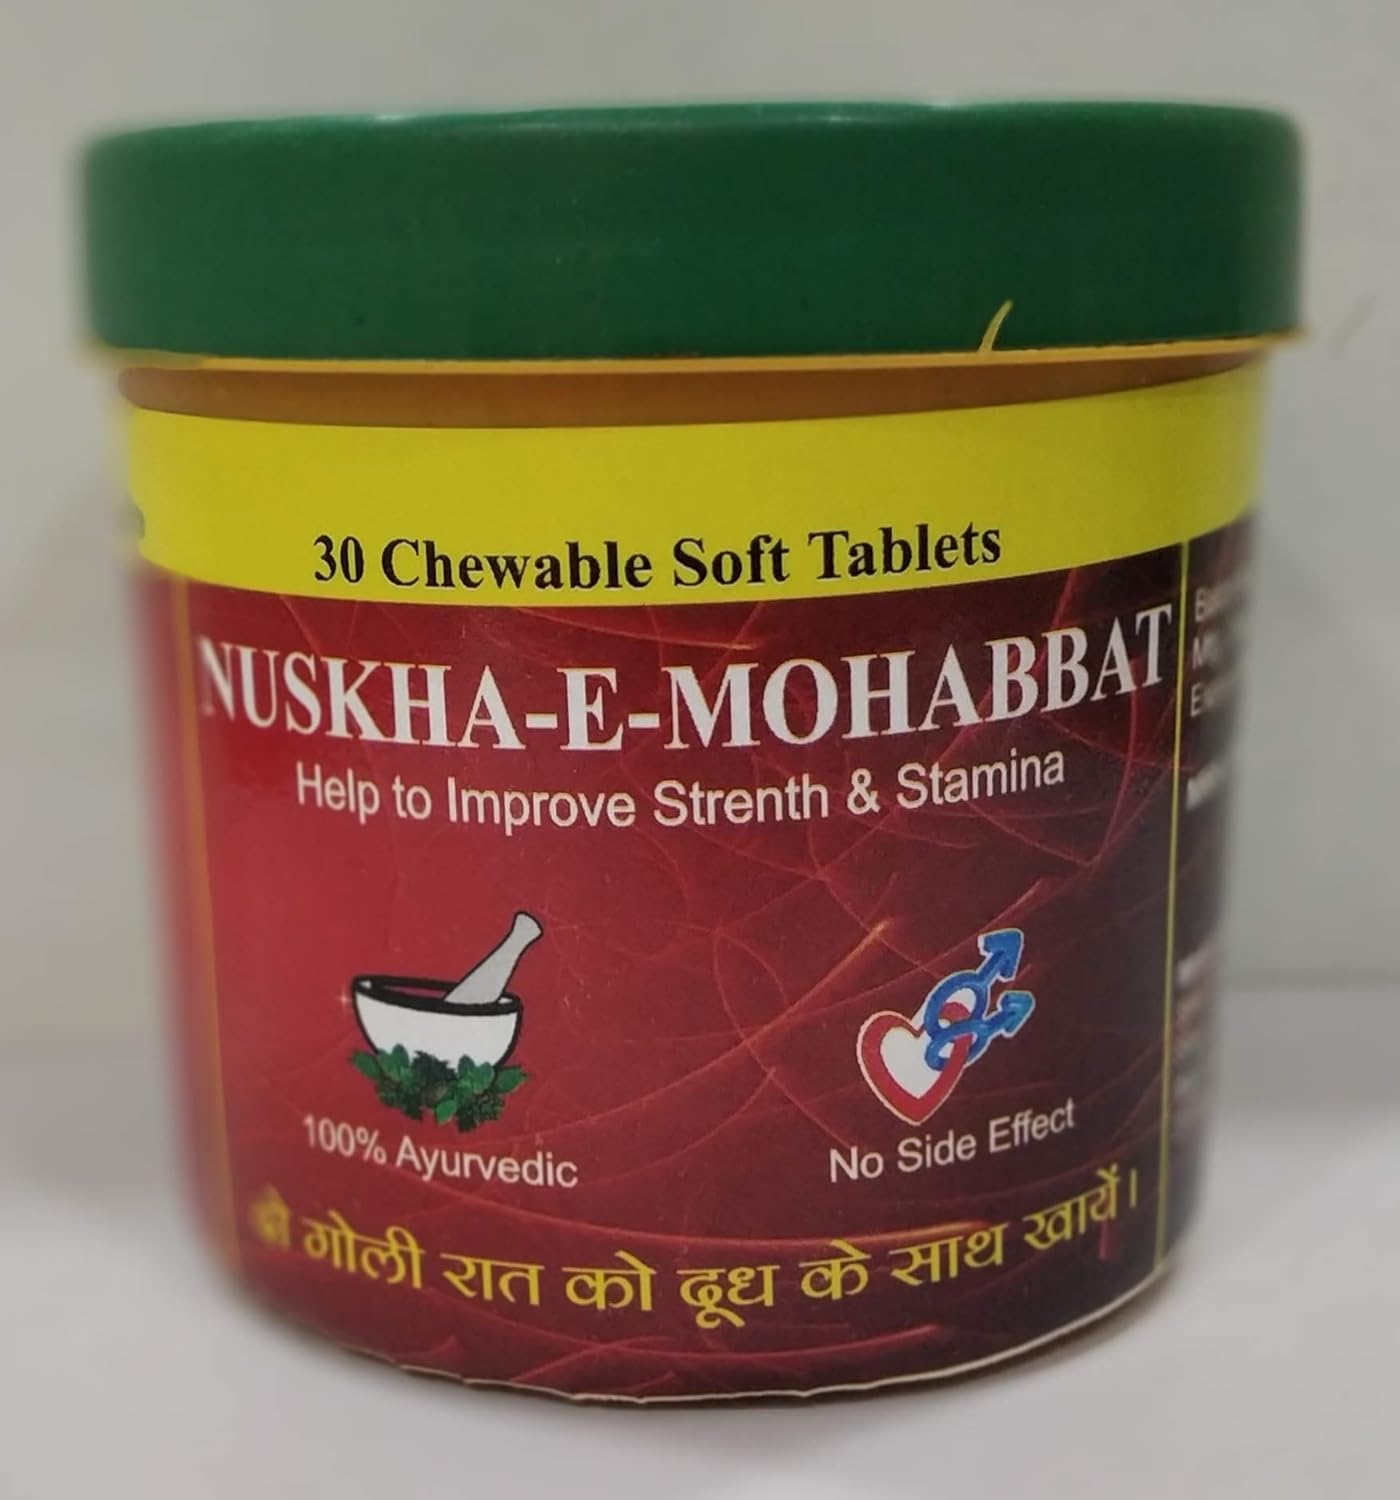 30 Chewable Soft Tablets
NUSKHA-E-MOHABBAT
Help to Improve Strenth & Stamina
100% Ayurvedic
No Side Effect
गोली रात को दूध के साथ खायें।